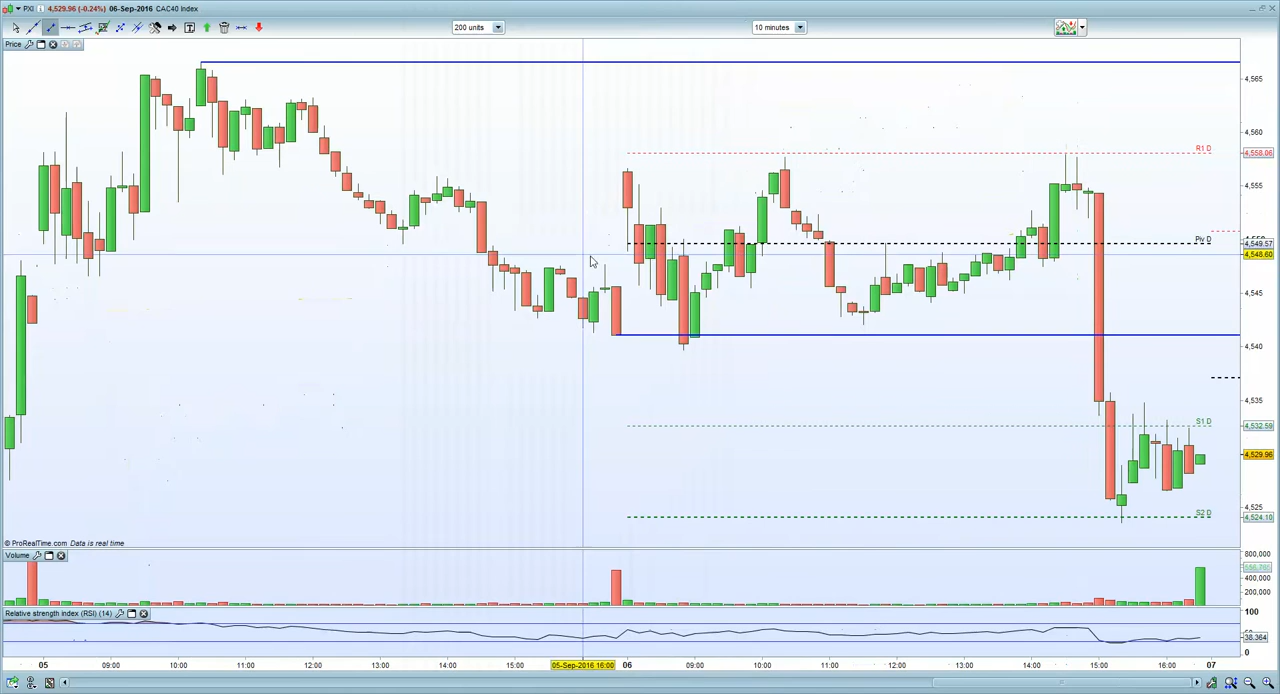 PXI 4,529.96 (-0.24%) 06-Sep-2016 CAC40 Index
200 units
10 minutes
Price
4,565
4,560
R1 D
4,558.06
4,555
Piv D
4,549.57
4,548.60
4,545
4,540
4,535
S1 D
4,532.59
4,529.96
4,525
S2 D
4,524.10
© ProRealTime.com Data is real time
Volume
800,000
400,000
200,000
Relative strength index (RSI) (14)
100
38.364
0
05 09:00 10:00 11:00 12:00 13:00 14:00 15:00 05-Sep-2016 16:00 06 09:00 10:00 11:00 12:00 13:00 14:00 15:00 16:00 07